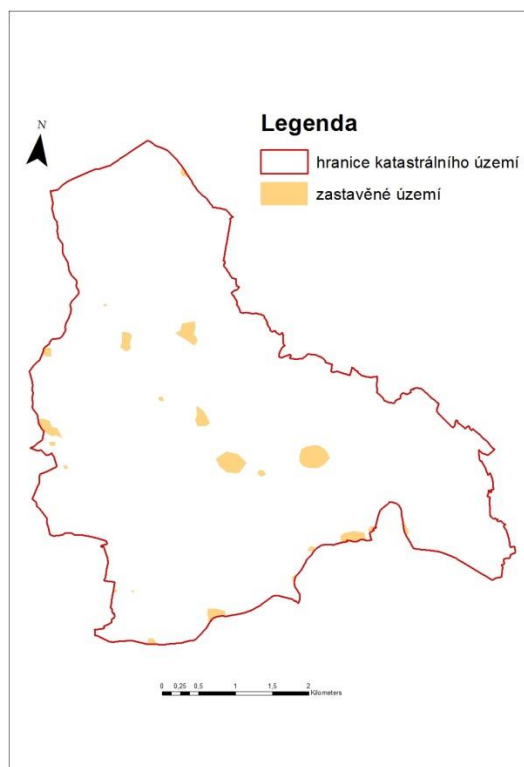 N
Legenda
hranice katastrálního území
zastavěné území
0 0,25 0,5 1 1,5 2
Kilometers